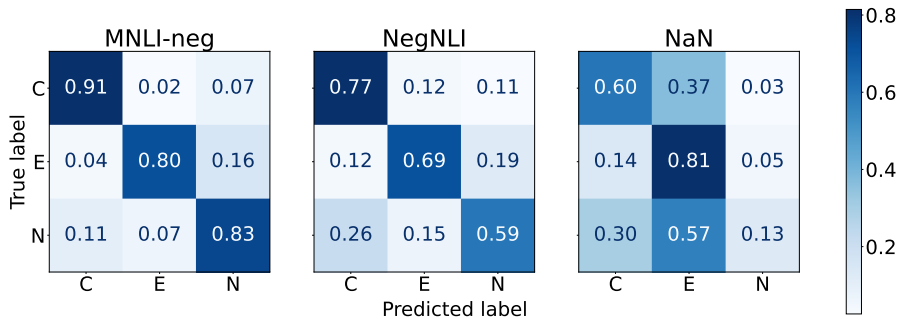 MNLI-neg NegNLI NaN
True label
C 0.91 0.02 0.07 0.77 0.12 0.11 0.60 0.37 0.03
E 0.04 0.80 0.16 0.12 0.69 0.19 0.14 0.81 0.05
N 0.11 0.07 0.83 0.26 0.15 0.59 0.30 0.57 0.13
C E N C E N C E N
Predicted label
0.8
0.6
0.4
0.2